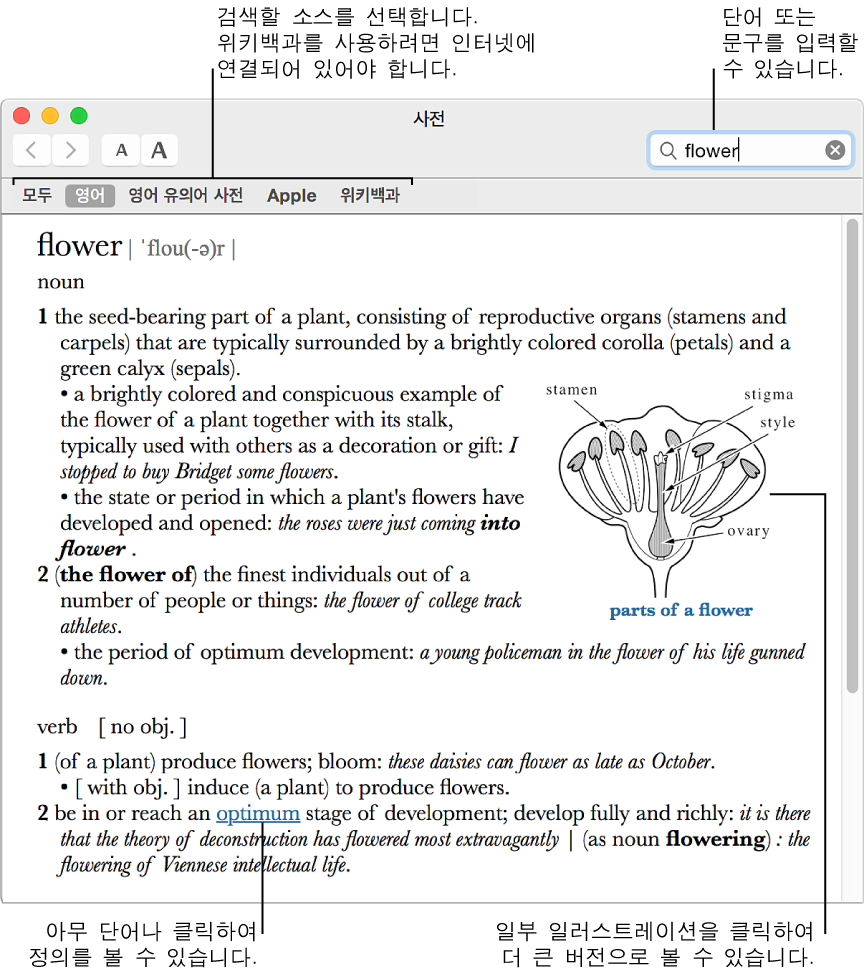 검색할 소스를 선택합니다.
위키백과를 사용하려면 인터넷에
연결되어 있어야 합니다.
단어 또는
문구를 입력할
수 있습니다.
사전
A A
flower
모두 영어 영어 유의어 사전 Apple 위키백과
flower | ˈflou(-ə)r |
noun
1 the seed-bearing part of a plant, consisting of reproductive organs (stamens and
carpels) that are typically surrounded by a brightly colored corolla (petals) and a
green calyx (sepals).
• a brightly colored and conspicuous example of
the flower of a plant together with its stalk,
typically used with others as a decoration or gift: I
stopped to buy Bridget some flowers.
• the state or period in which a plant's flowers have
developed and opened: the roses were just coming into
flower .
stamen
stigma
style
ovary
parts of a flower
2 (the flower of) the finest individuals out of a
number of people or things: the flower of college track
athletes.
• the period of optimum development: a young policeman in the flower of his life gunned
down.
verb [ no obj. ]
1 (of a plant) produce flowers; bloom: these daisies can flower as late as October.
• [ with obj. ] induce (a plant) to produce flowers.
2 be in or reach an optimum stage of development; develop fully and richly: it is there
that the theory of deconstruction has flowered most extravagantly | (as noun flowering) : the
flowering of Viennese intellectual life.
아무 단어나 클릭하여
정의를 볼 수 있습니다.
일부 일러스트레이션을 클릭하여
더 큰 버전으로 볼 수 있습니다.